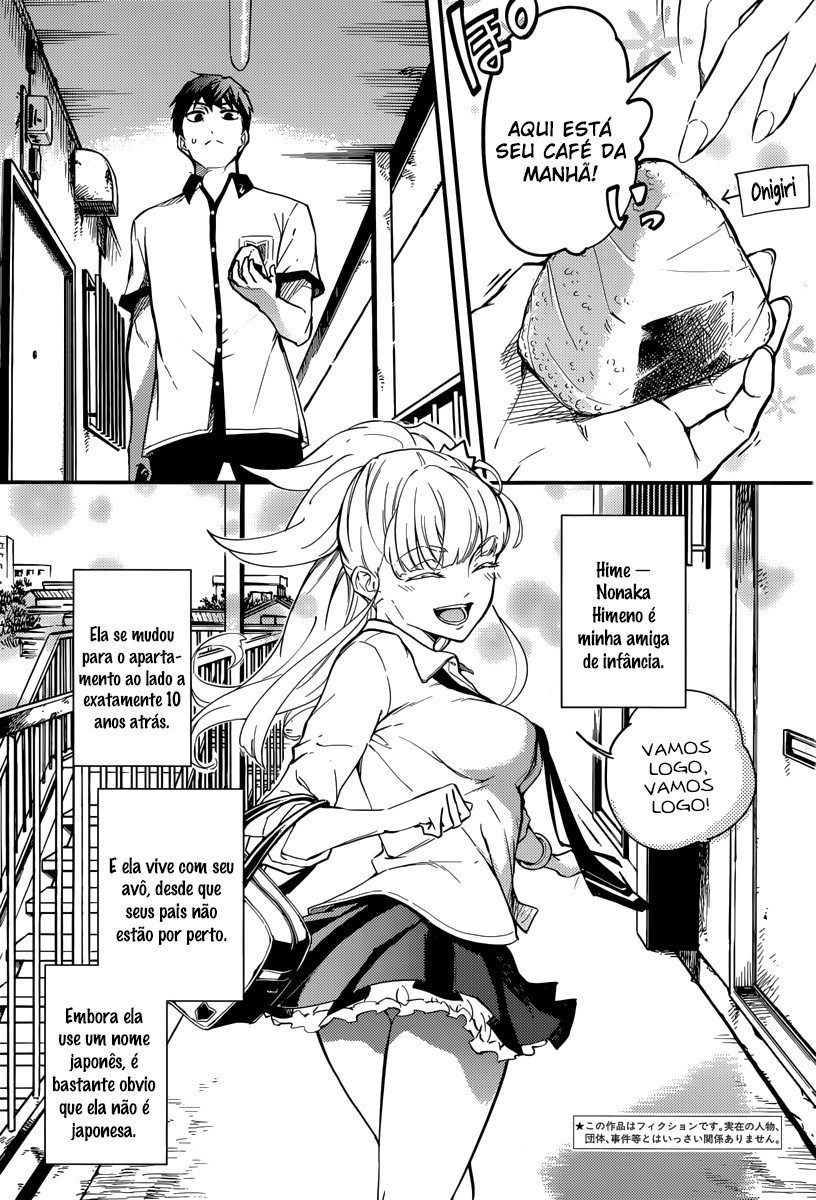 ぽいっ
AQUI ESTÁ
SEU CAFÉ DA
MANHÃ!
Onigiri
Hime —
Nonaka
Himeno é
minha amiga
de infância.
Ela se mudou
para o aparta-
mento ao lado a
exatamente 10
anos atrás.
VAMOS
LOGO,
VAMOS
LOGO!
E ela vive com seu
avô, desde que
seus pais não
estão por perto.
Embora ela
use um nome
japonês, é
bastante obvio
que ela não é
japonesa.
★この作品はフィクションです。実在の人物、
団体、事件等とはいっさい関係ありません。